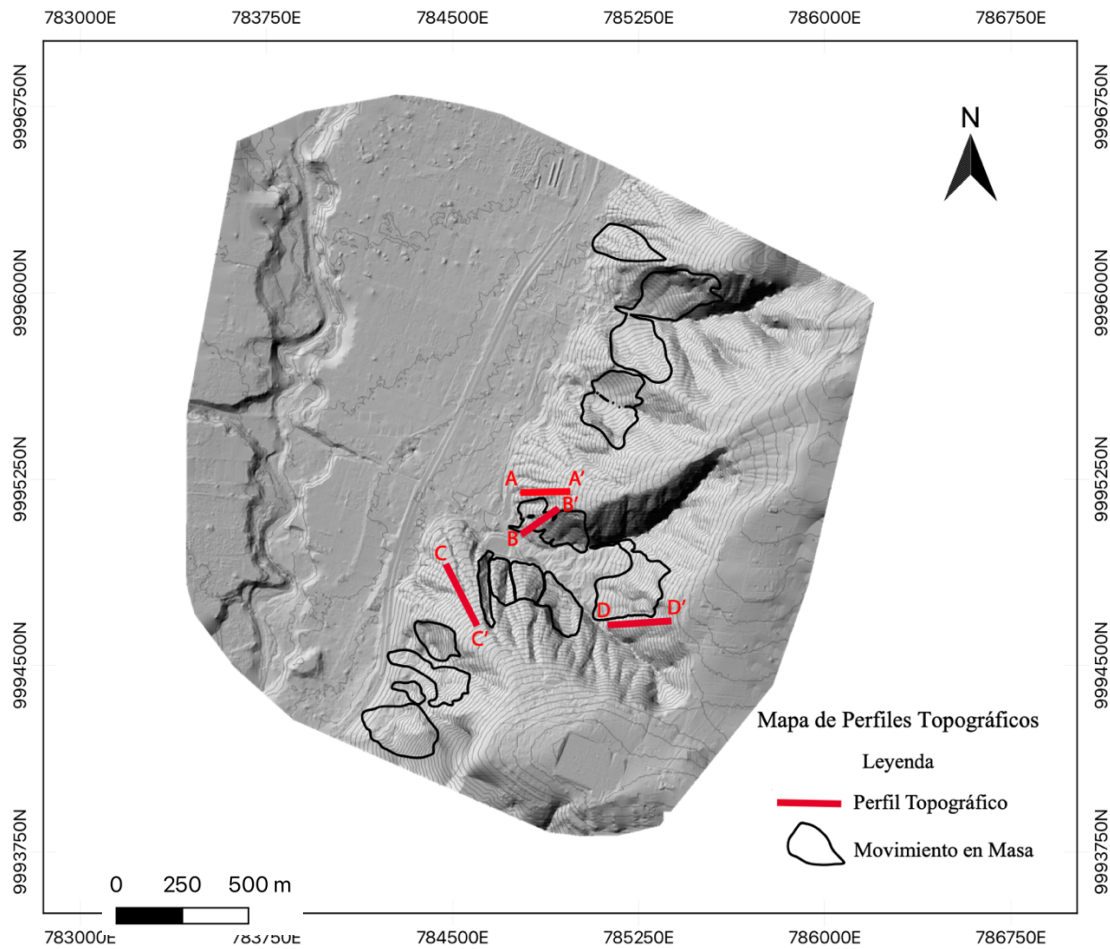 783000E 783750E 784500E 785250E 786000E 786750E
9996750N 9996750N
N
9996000N 9996000N
9995250N 9995250N
A A'
B'
B
C
D D'
C'
9994500N 9994500N
Mapa de Perfiles Topográficos
Leyenda
Perfil Topográfico
Movimiento en Masa
9993750N 9993750N
0 250 500 m
783000E 783750E 784500E 785250E 786000E 786750E